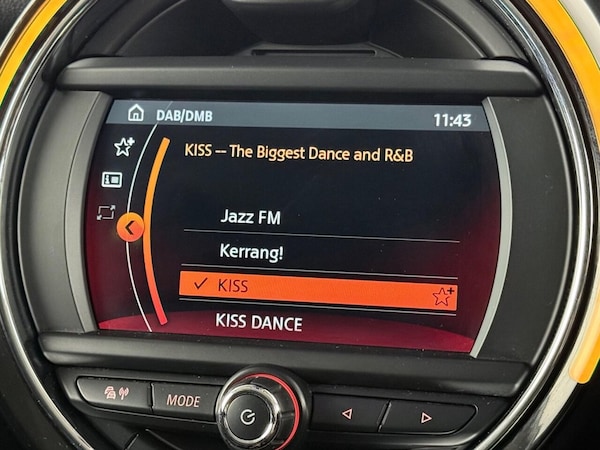 DAB/DMB 11:43
KISS -- The Biggest Dance and R&B
Jazz FM
Kerrang!
KISS
KISS DANCE
MODE